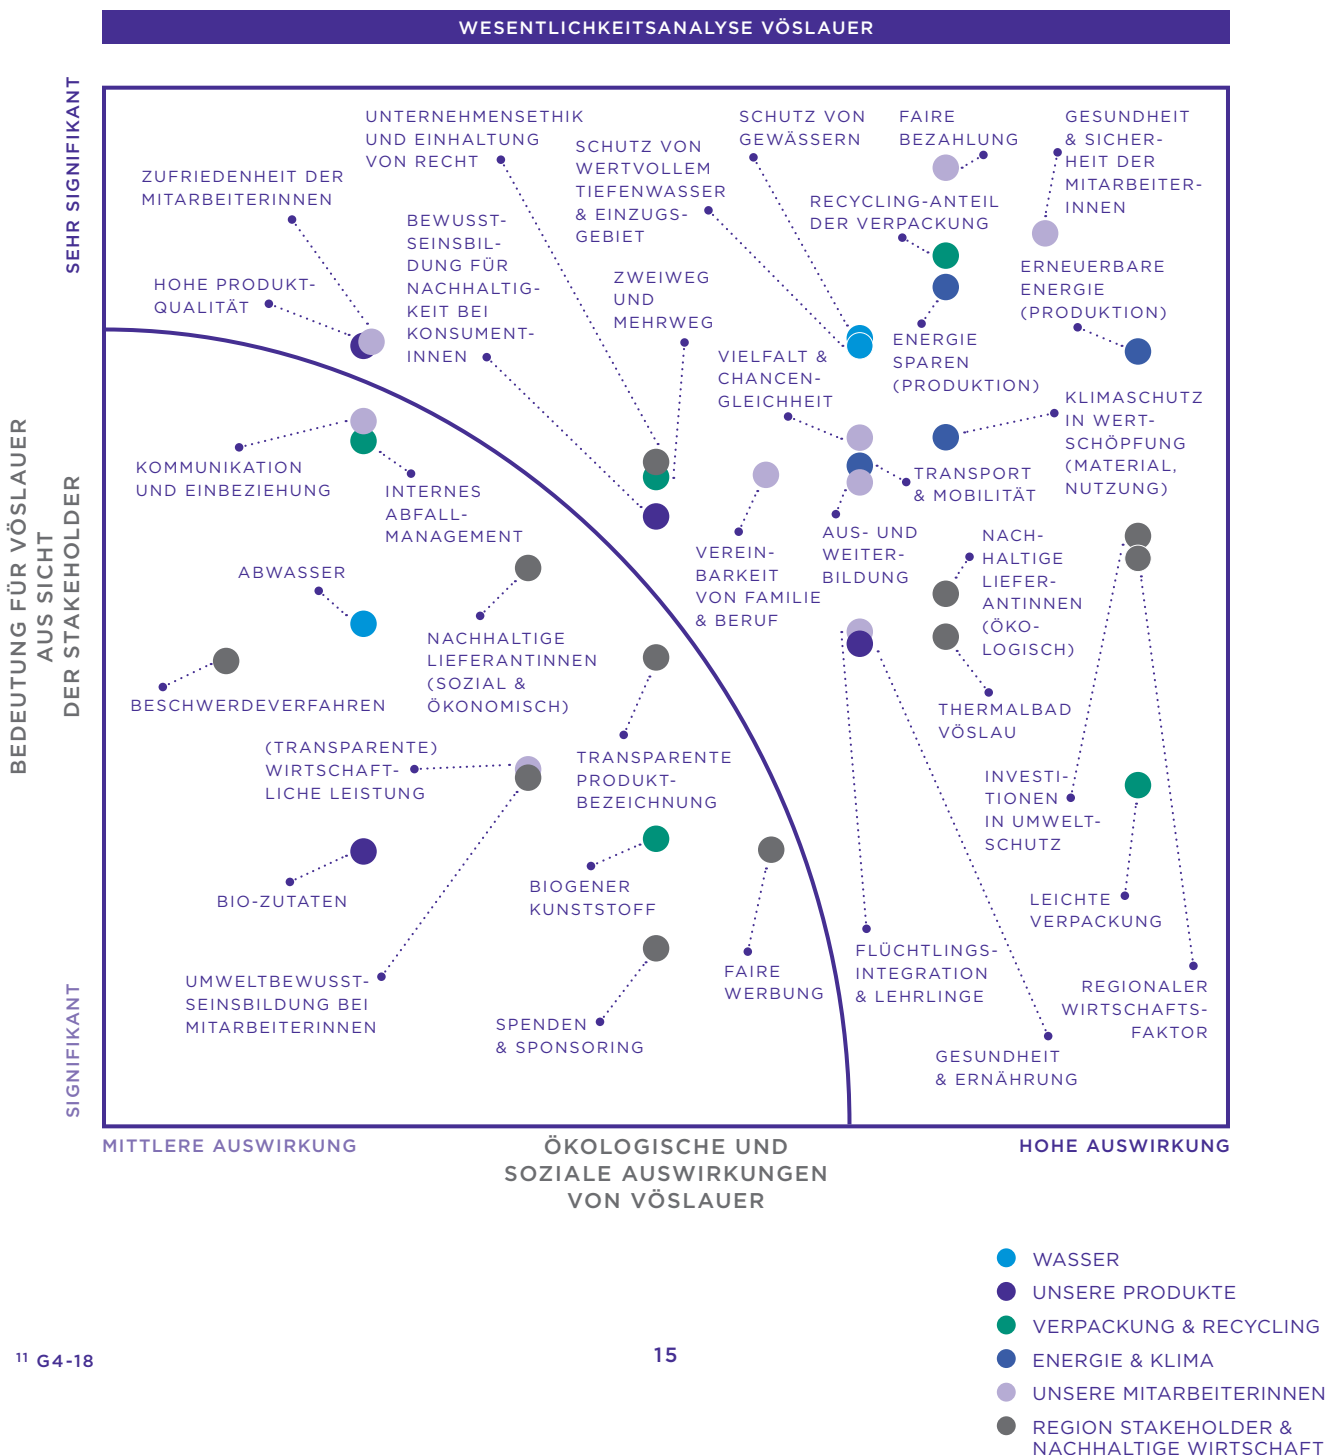 WESENTLICHKEITSANALYSE VÖSLAUER
SEHR SIGNIFIKANT
SIGNIFIKANT
BEDEUTUNG FÜR VÖSLAUER
AUS SICHT
DER STAKEHOLDER
ZUFRIEDENHEIT DER
MITARBEITERINNEN
HOHE PRODUKT-
QUALITÄT
UNTERNEHMENSETHIK
UND EINHALTUNG
VON RECHT
BEWUSST-
SEINSBIL-
DUNG FÜR
NACHHALTIG-
KEIT BEI
KONSUMENT-
INNEN
SCHUTZ VON
WERTVOLLEM
TIEFENWASSER
& EINZUGS-
GEBIET
ZWEIWEG
UND
MEHRWEG
SCHUTZ VON
GEWÄSSERN
FAIRE
BEZAHLUNG
GESUNDHEIT
& SICHER-
HEIT DER
MITARBEITER-
INNEN
RECYCLING-ANTEIL
DER VERPACKUNG
ERNEUERBARE
ENERGIE
(PRODUKTION)
ENERGIE
SPAREN
(PRODUKTION)
VIELFALT &
CHANCEN-
GLEICHHEIT
KLIMASCHUTZ
IN WERT-
SCHÖPFUNG
(MATERIAL,
NUTZUNG)
KOMMUNIKATION
UND EINBEZIEHUNG
INTERNES
ABFALL-
MANAGEMENT
TRANSPORT
& MOBILITÄT
AUS- UND
WEITER-
BILDUNG
VEREIN-
BARKEIT
VON FAMILIE
& BERUF
NACH-
HALTIGE
LIEFER-
ANTINNEN
(ÖKO-
LOGISCH)
ABWASSER
NACHHALTIGE
LIEFERANTINNEN
(SOZIAL &
ÖKONOMISCH)
BESCHWERDEVERFAHREN
THERMALBAD
VÖSLAU
(TRANSPARENTE)
WIRTSCHAFT-
LICHE LEISTUNG
TRANSPARENTE
PRODUKT-
BEZEICHNUNG
INVESTI-
TIONEN
IN UMWELT-
SCHUTZ
BIO-ZUTATEN
BIOGENER
KUNSTSTOFF
LEICHTE
VERPACKUNG
UMWELTBEWUSST-
SEINSBILDUNG BEI
MITARBEITERINNEN
FAIRE
WERBUNG
FLÜCHTLINGS-
INTEGRATION
& LEHRLINGE
REGIONALER
WIRTSCHAFTS-
FAKTOR
SPENDEN
& SPONSORING
GESUNDHEIT
& ERNÄHRUNG
MITTLERE AUSWIRKUNG
ÖKOLOGISCHE UND
SOZIALE AUSWIRKUNGEN
VON VÖSLAUER
HOHE AUSWIRKUNG
WASSER
UNSERE PRODUKTE
VERPACKUNG & RECYCLING
ENERGIE & KLIMA
UNSERE MITARBEITERINNEN
REGION STAKEHOLDER &
NACHHALTIGE WIRTSCHAFT
11 G4-18
15